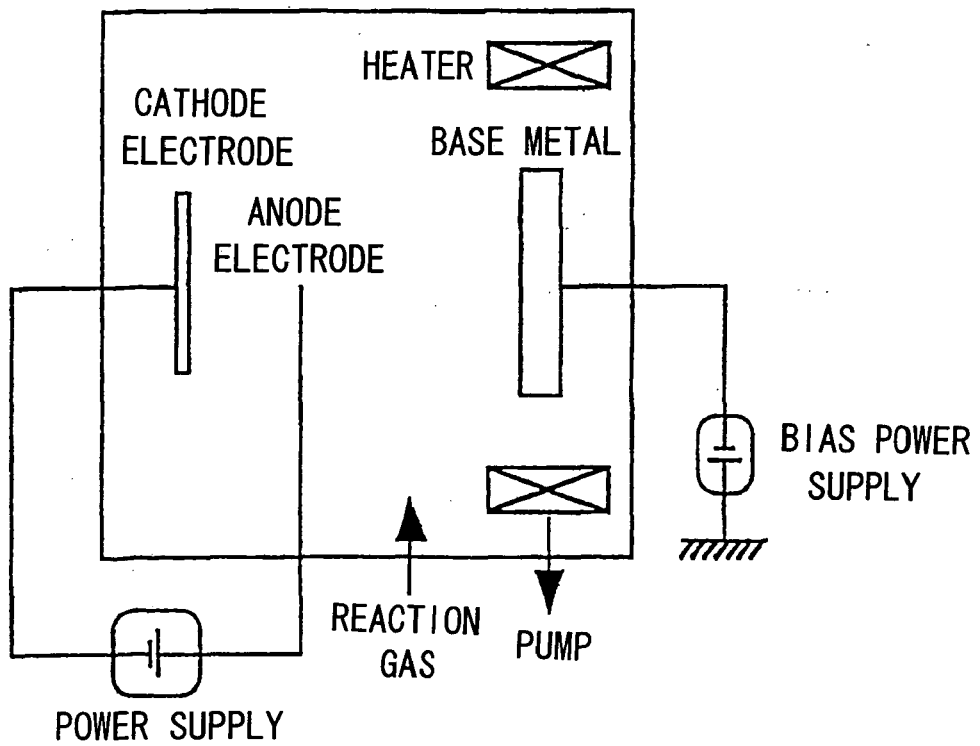 HEATER
CATHODE
ELECTRODE
BASE METAL
ANODE
ELECTRODE
BIAS POWER
SUPPLY
REACTION
GAS
PUMP
POWER SUPPLY